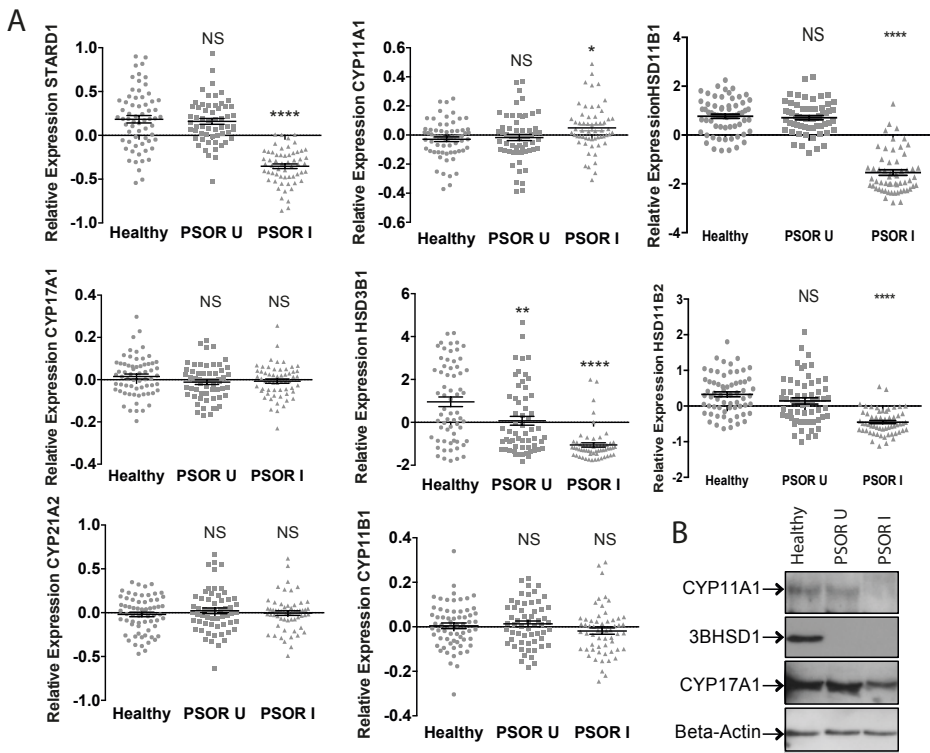 A
Relative Expression STARD1
1.0
0.5
0.0
-0.5
-1.0
NS
****
Healthy PSOR U PSOR I
Relative Expression CYP11A1
0.6
0.4
0.2
0.0
-0.2
-0.4
-0.6
NS
*
Healthy PSOR U PSOR I
Relative ExpressionHSD11B1
4
2
0
-2
-4
NS
****
Healthy PSOR U PSOR I
Relative Expression CYP17A1
0.4
0.2
0.0
-0.2
-0.4
NS
NS
Healthy PSOR U PSOR I
Relative Expression HSD3B1
6
4
2
0
-2
**
****
Healthy PSOR U PSOR I
Relative Expression HSD11B2
3
2
1
0
-1
-2
NS
****
Healthy PSOR U PSOR I
Relative Expression CYP21A2
1.0
0.5
0.0
-0.5
-1.0
NS
NS
Healthy PSOR U PSOR I
Relative Expression CYP11B1
0.4
0.2
0.0
-0.2
-0.4
NS
NS
Healthy PSOR U PSOR I
B
Healthy
PSOR U
PSOR I
CYP11A1
3BHSD1
CYP17A1
Beta-Actin